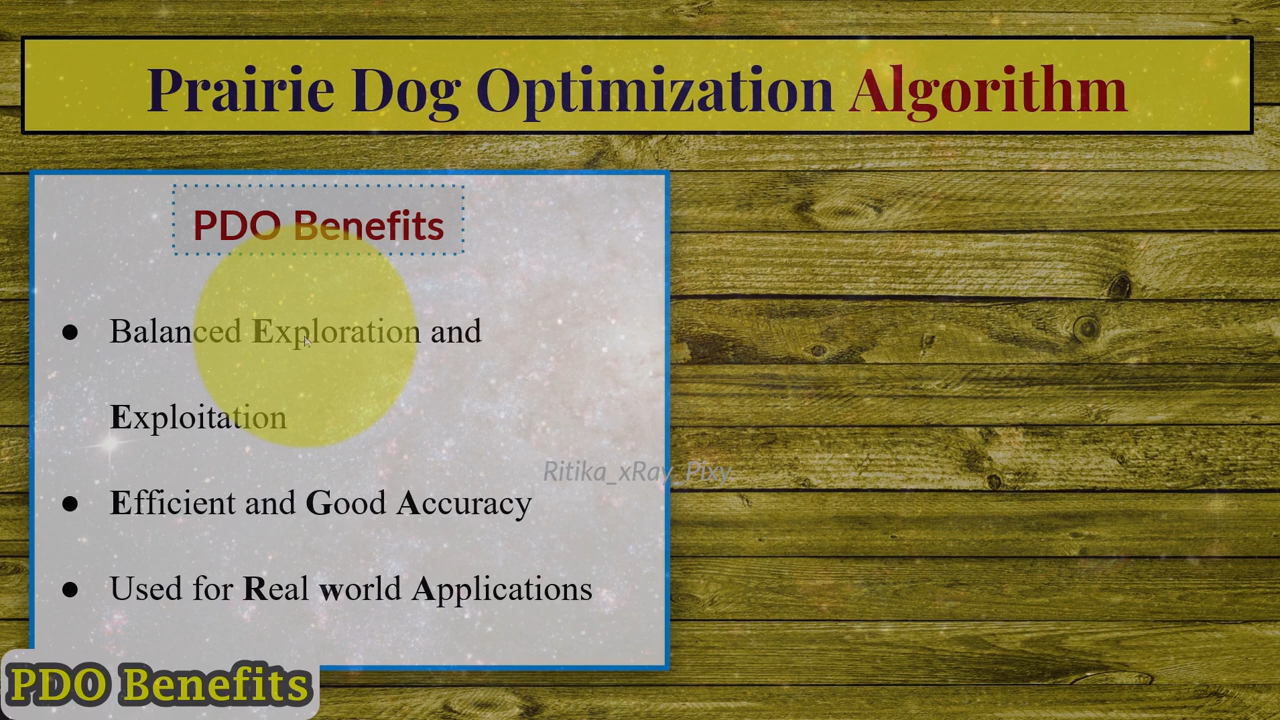 Prairie Dog Optimization Algorithm
PDO Benefits
● Balanced Exploration and
Exploitation
Ritika_xRay_Pixy
● Efficient and Good Accuracy
● Used for Real world Applications
PDO Benefits